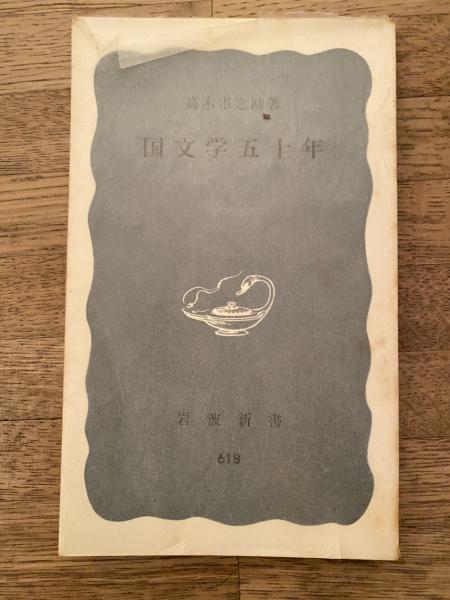 高木市之助著
国文学五十年
岩波新書
618